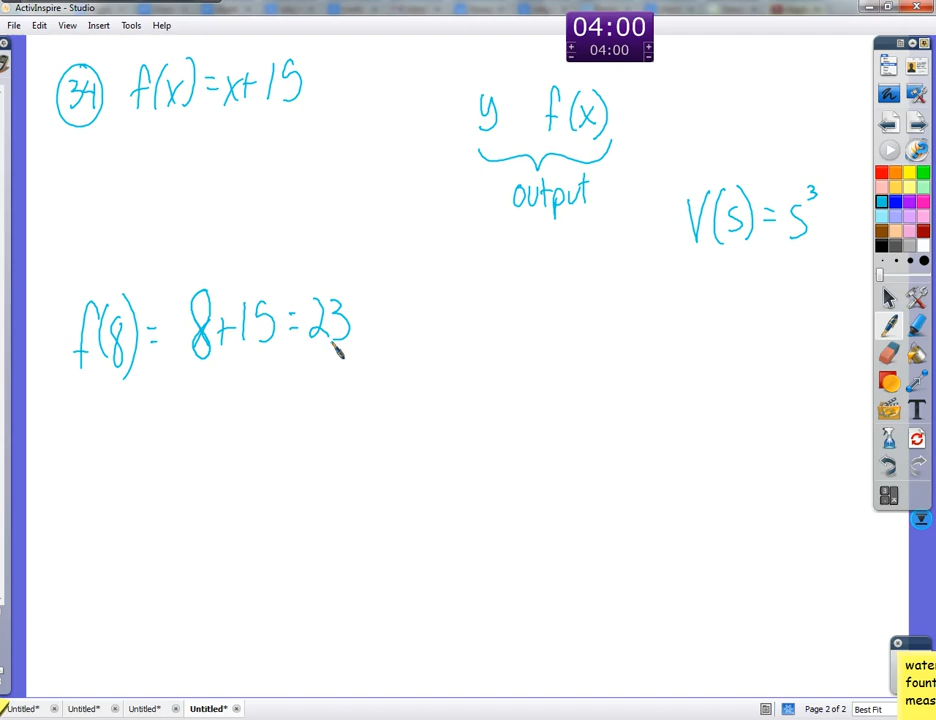 ActivInspire - Studio
File Edit View Insert Tools Help
04:00
04:00
34 f(x)=x+15
y f(x)
output
V(s) = s³
f(8) = 8+15 = 23
wate
fount
meas
Untitled* Untitled* Untitled* Untitled* Page 2 of 2 Best Fit